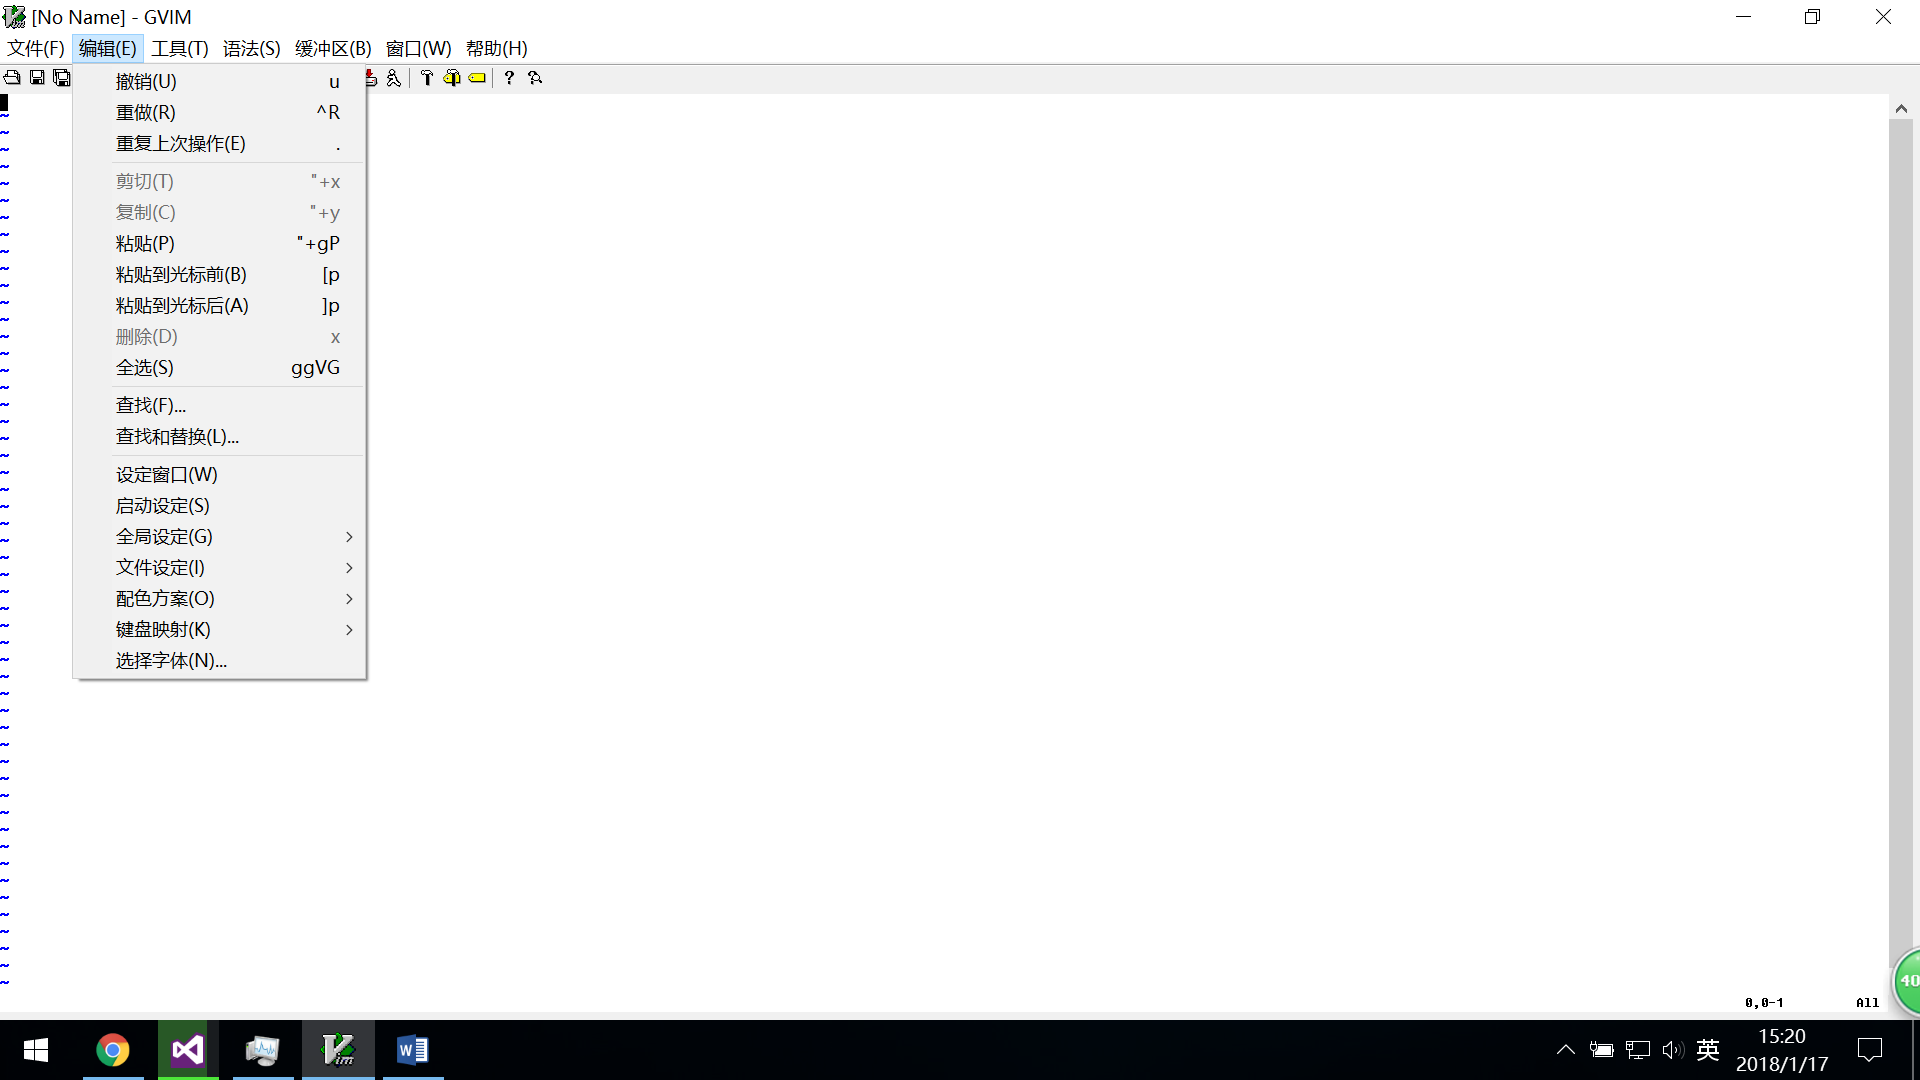 [No Name] - GVIM
文件(F) 编辑(E) 工具(T) 语法(S) 缓冲区(B) 窗口(W) 帮助(H)
撤销(U) u
重做(R) ^R
重复上次操作(E) .
剪切(T) "+x
复制(C) "+y
粘贴(P) "+gP
粘贴到光标前(B) [p
粘贴到光标后(A) ]p
删除(D) x
全选(S) ggVG
查找(F)...
查找和替换(L)...
设定窗口(W)
启动设定(S)
全局设定(G)
文件设定(I)
配色方案(O)
键盘映射(K)
选择字体(N)...
40
0,0-1 All
英
15:20
2018/1/17